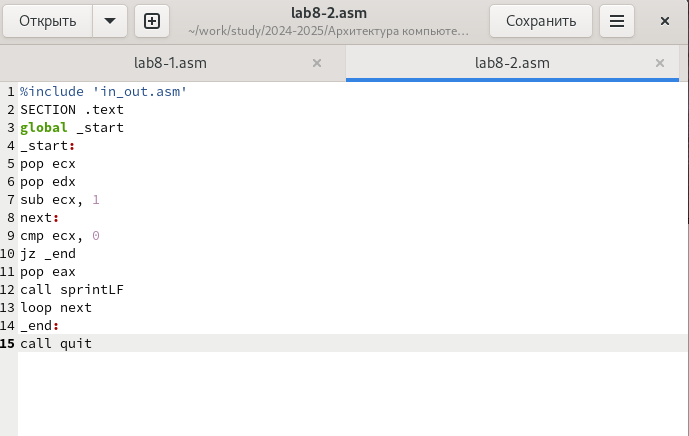 Открыть
lab8-2.asm
~/work/study/2024-2025/Архитектура компьюте...
Сохранить
lab8-1.asm
lab8-2.asm
1 %include 'in_out.asm'
2 SECTION .text
3 global _start
4 _start:
5 pop ecx
6 pop edx
7 sub ecx, 1
8 next:
9 cmp ecx, 0
10 jz _end
11 pop eax
12 call sprintLF
13 loop next
14 _end:
15 call quit